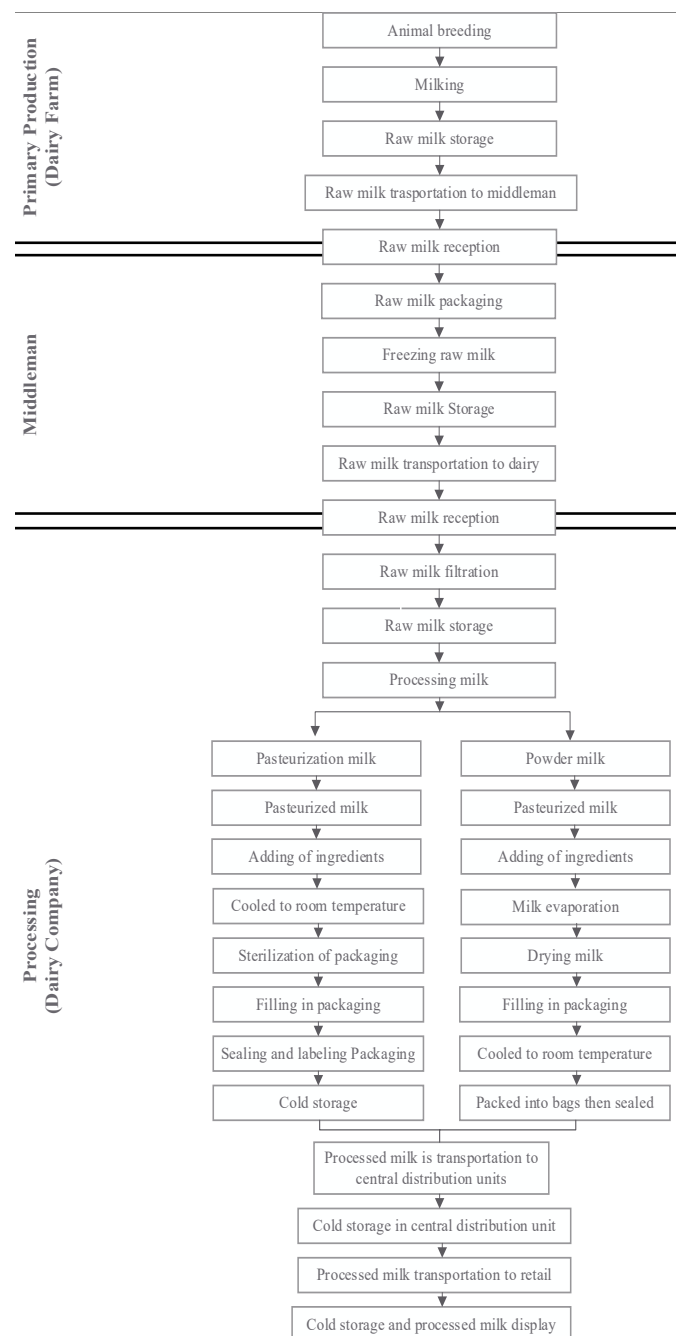 Primary Production
(Dairy Farm)
Animal breeding
Milking
Raw milk storage
Raw milk trasportation to middleman
Raw milk reception
Middleman
Raw milk packaging
Freezing raw milk
Raw milk Storage
Raw milk transportation to dairy
Raw milk reception
Processing
(Dairy Company)
Raw milk filtration
Raw milk storage
Processing milk
Pasteurization milk
Pasteurized milk
Adding of ingredients
Cooled to room temperature
Sterilization of packaging
Filling in packaging
Sealing and labeling Packaging
Cold storage
Powder milk
Pasteurized milk
Adding of ingredients
Milk evaporation
Drying milk
Filling in packaging
Cooled to room temperature
Packed into bags then sealed
Processed milk is transportation to
central distribution units
Cold storage in central distribution unit
Processed milk transportation to retail
Cold storage and processed milk display